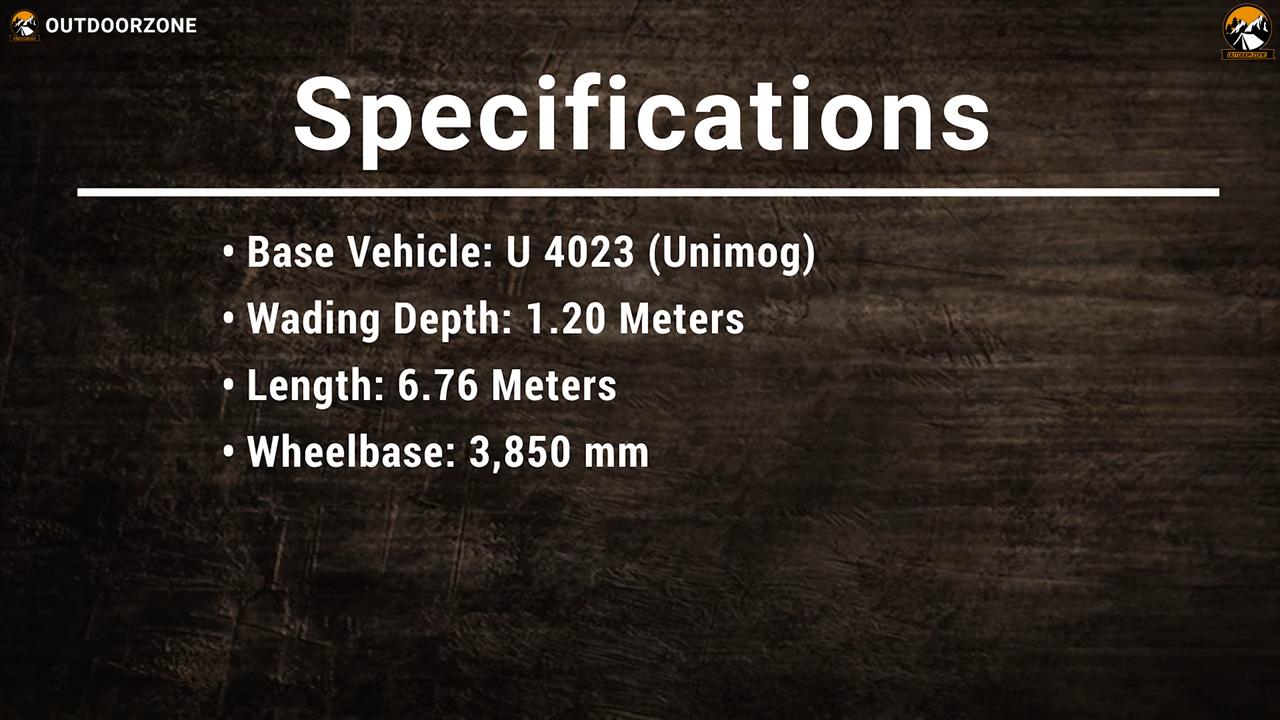 OUTDOORZONE
OUTDOORZONE
Specifications
• Base Vehicle: U 4023 (Unimog)
• Wading Depth: 1.20 Meters
• Length: 6.76 Meters
• Wheelbase: 3,850 mm